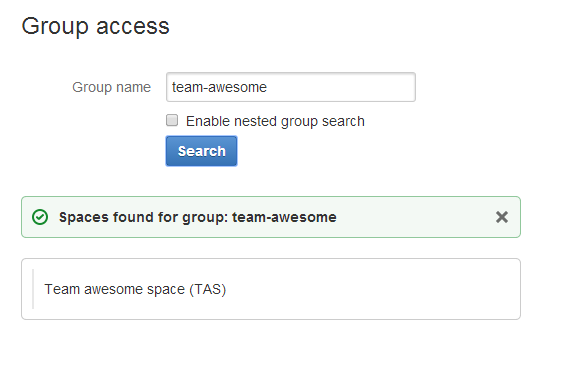 Group access
Group name team-awesome
Enable nested group search
Search
Spaces found for group: team-awesome
Team awesome space (TAS)